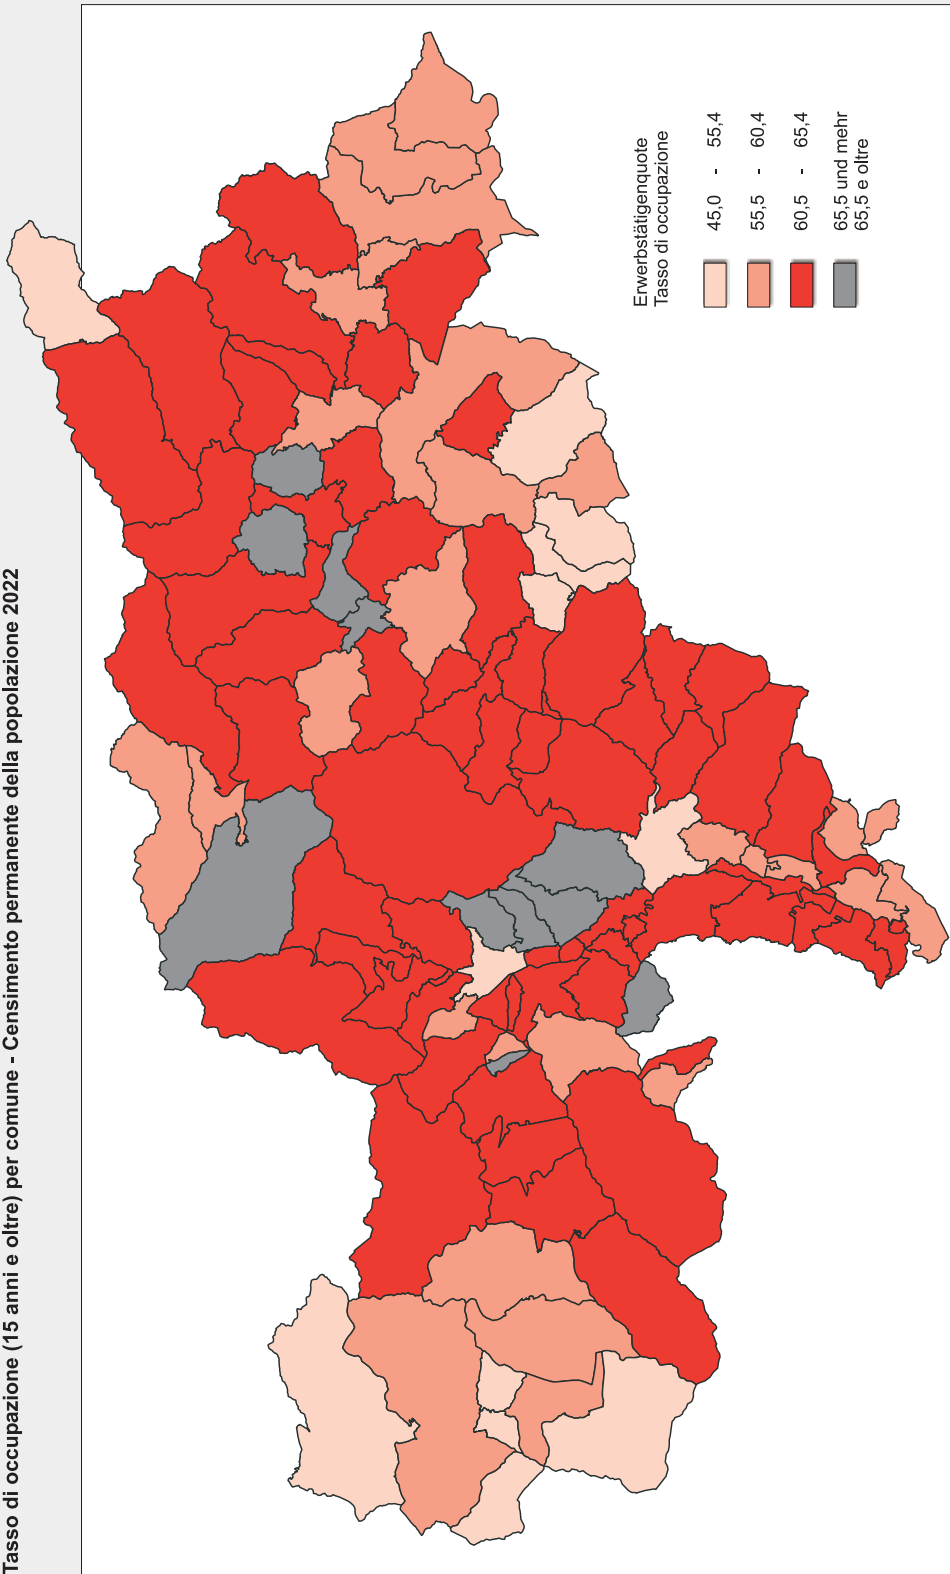 Tasso di occupazione (15 anni e oltre) per comune - Censimento permanente della popolazione 2022
Erwerbstätigenquote
Tasso di occupazione
45,0 - 55,4
55,5 - 60,4
60,5 - 65,4
65,5 und mehr
65,5 e oltre